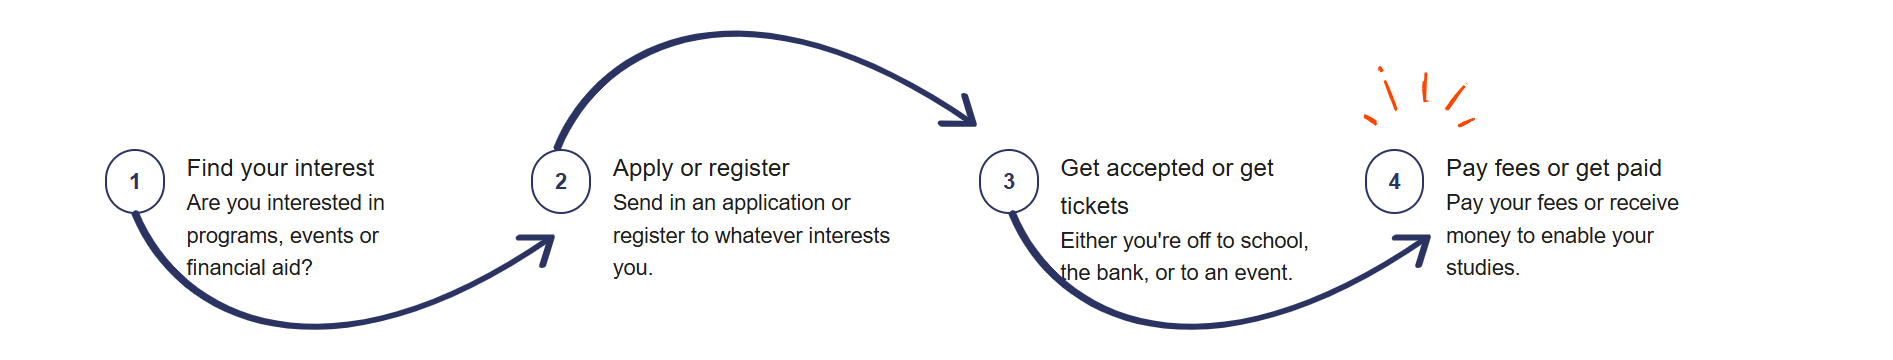 1
Find your interest
Are you interested in
programs, events or
financial aid?
2
Apply or register
Send in an application or
register to whatever interests
you.
3
Get accepted or get
tickets
Either you're off to school,
the bank, or to an event.
4
Pay fees or get paid
Pay your fees or receive
money to enable your
studies.